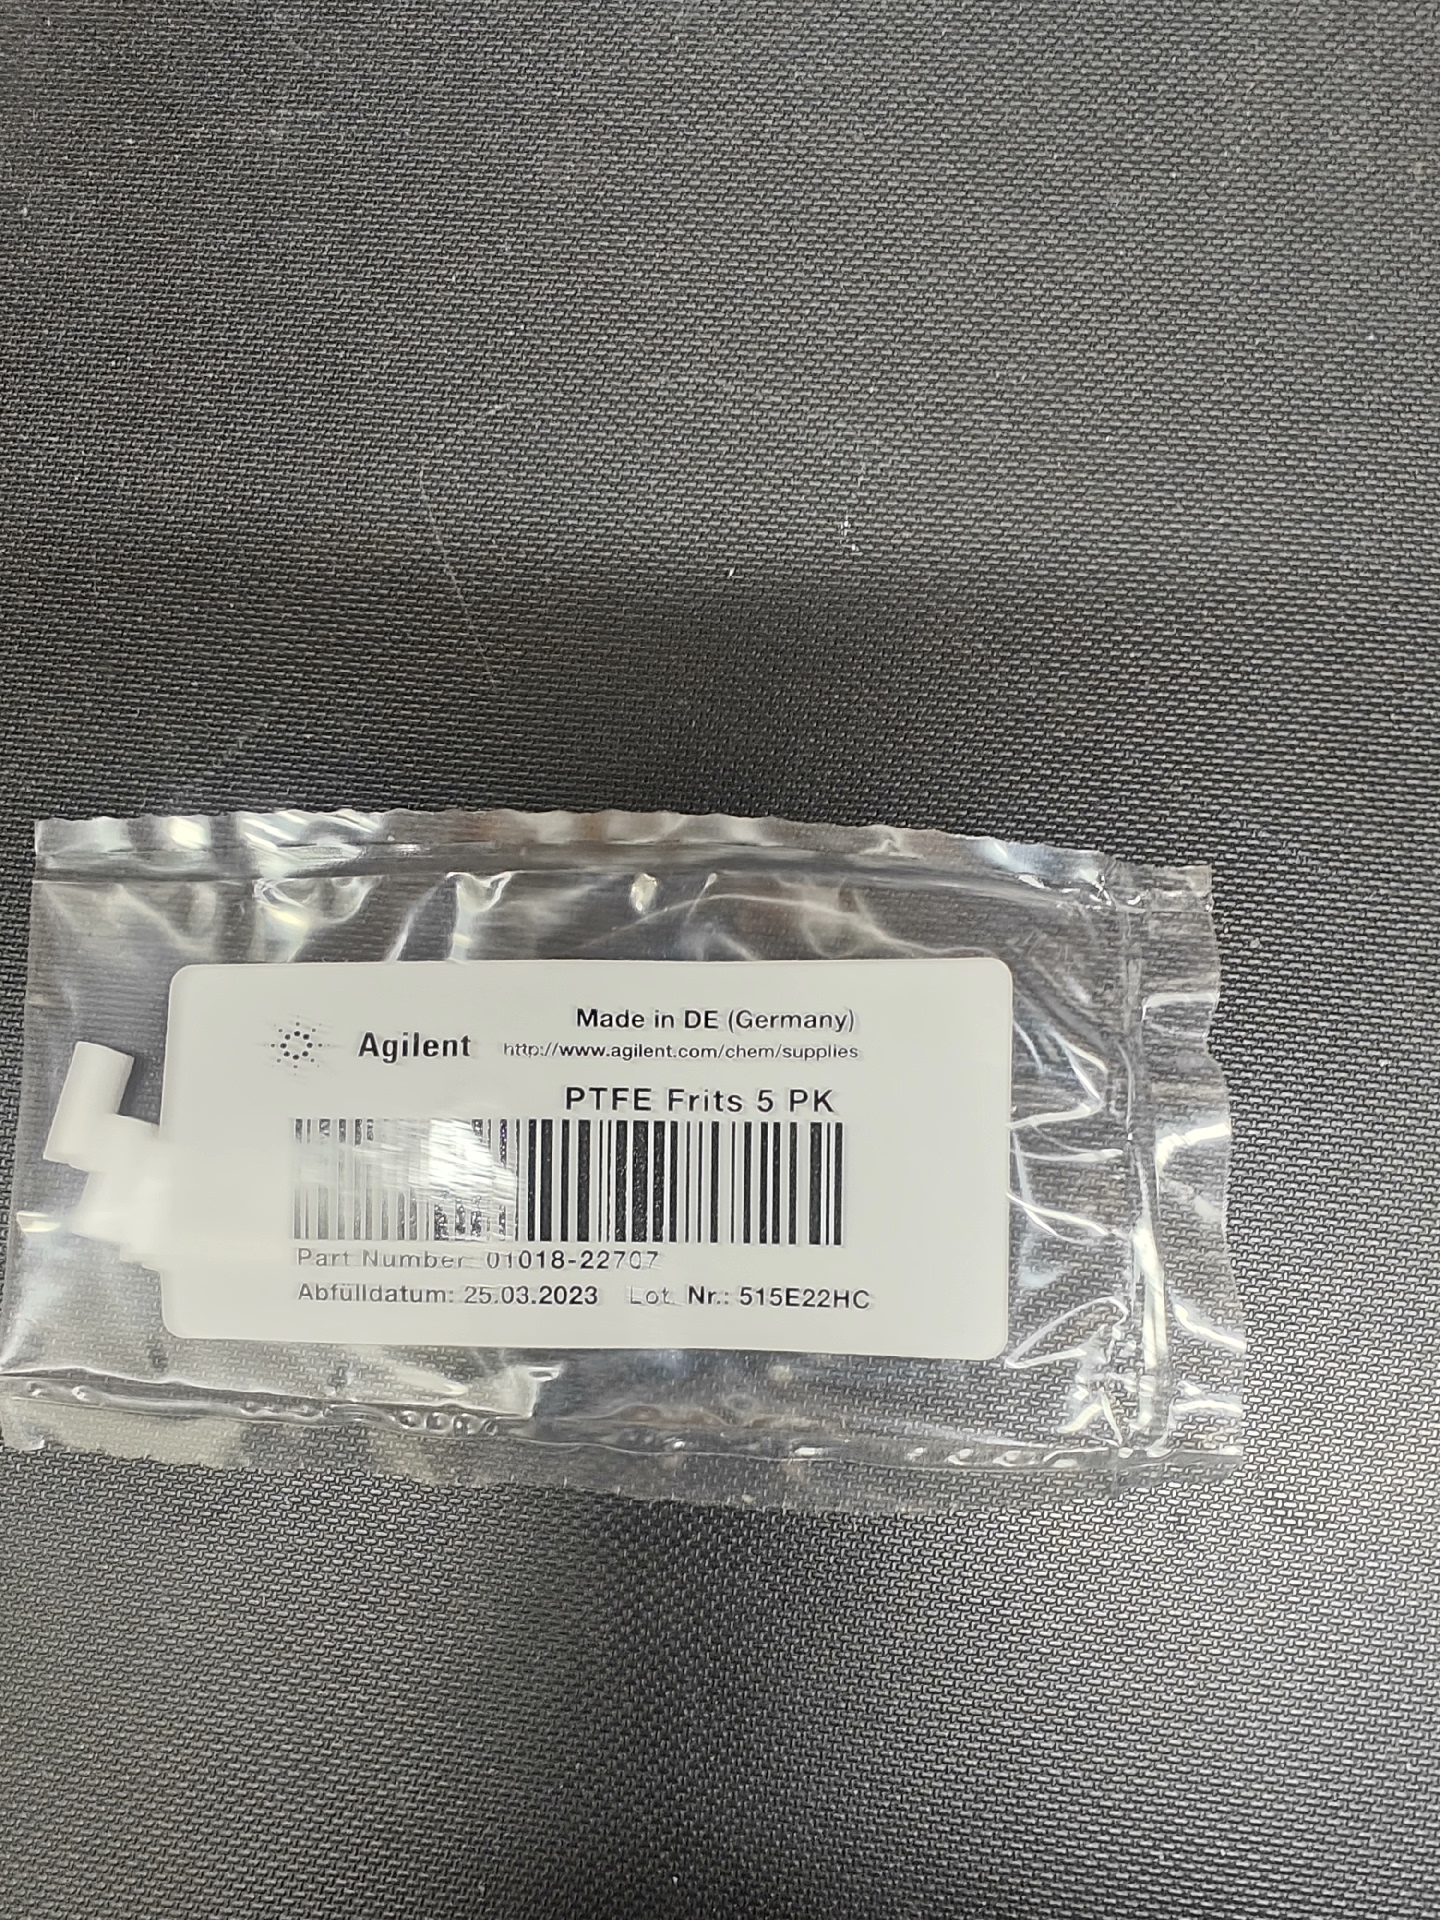 Made in DE (Germany)
Agilent http://www.agilent.com/chem/supplies
PTFE Frits 5 PK
Part Number: 01018-22707
Abfülldatum: 25.03.2023 Lot. Nr.: 515E22HC